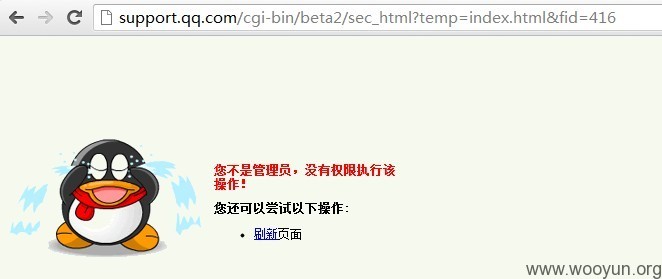 support.qq.com/cgi-bin/beta2/sec_html?temp=index.html&fid=416
您不是管理员，没有权限执行该
操作！
您还可以尝试以下操作：
刷新页面
www.wooyun.org